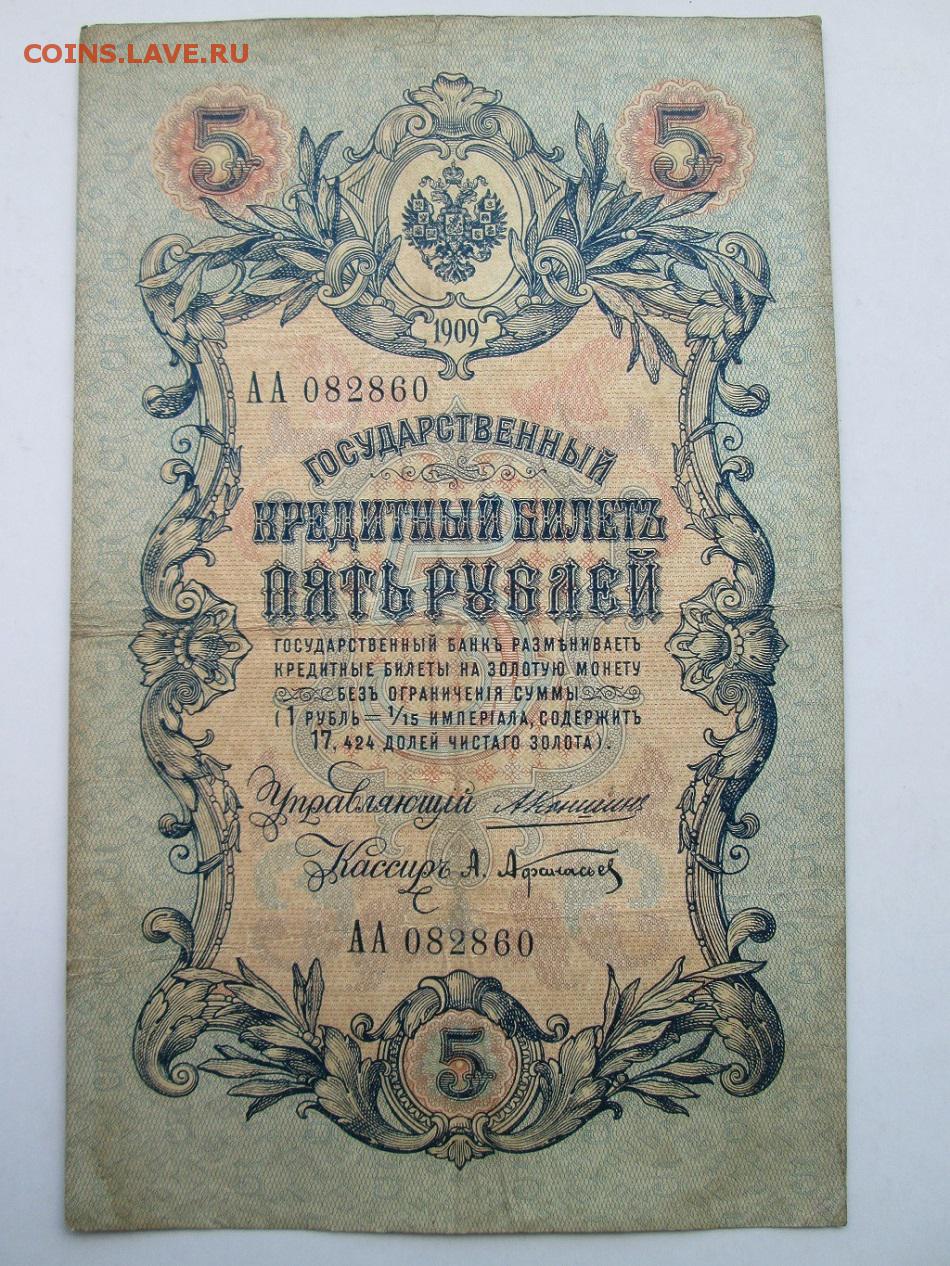 COINS.LAVE.RU
5 5
1909
АА 082860
ГОСУДАРСТВЕННЫЙ
КРЕДИТНЫЙ БИЛЕТЪ
ПЯТЬ РУБЛЕЙ
ГОСУДАРСТВЕННЫЙ БАНКЪ РАЗМѢНИВАЕТЪ
КРЕДИТНЫЕ БИЛЕТЫ НА ЗОЛОТУЮ МОНЕТУ
БЕЗЪ ОГРАНИЧЕНІЯ СУММЫ
(1 РУБЛЬ = 1/15 ИМПЕРІАЛА, СОДЕРЖИТЪ
17,424 ДОЛЕЙ ЧИСТАГО ЗОЛОТА).
Управляющій АКоншинъ
Кассиръ А. Афанасьев
АА 082860
5